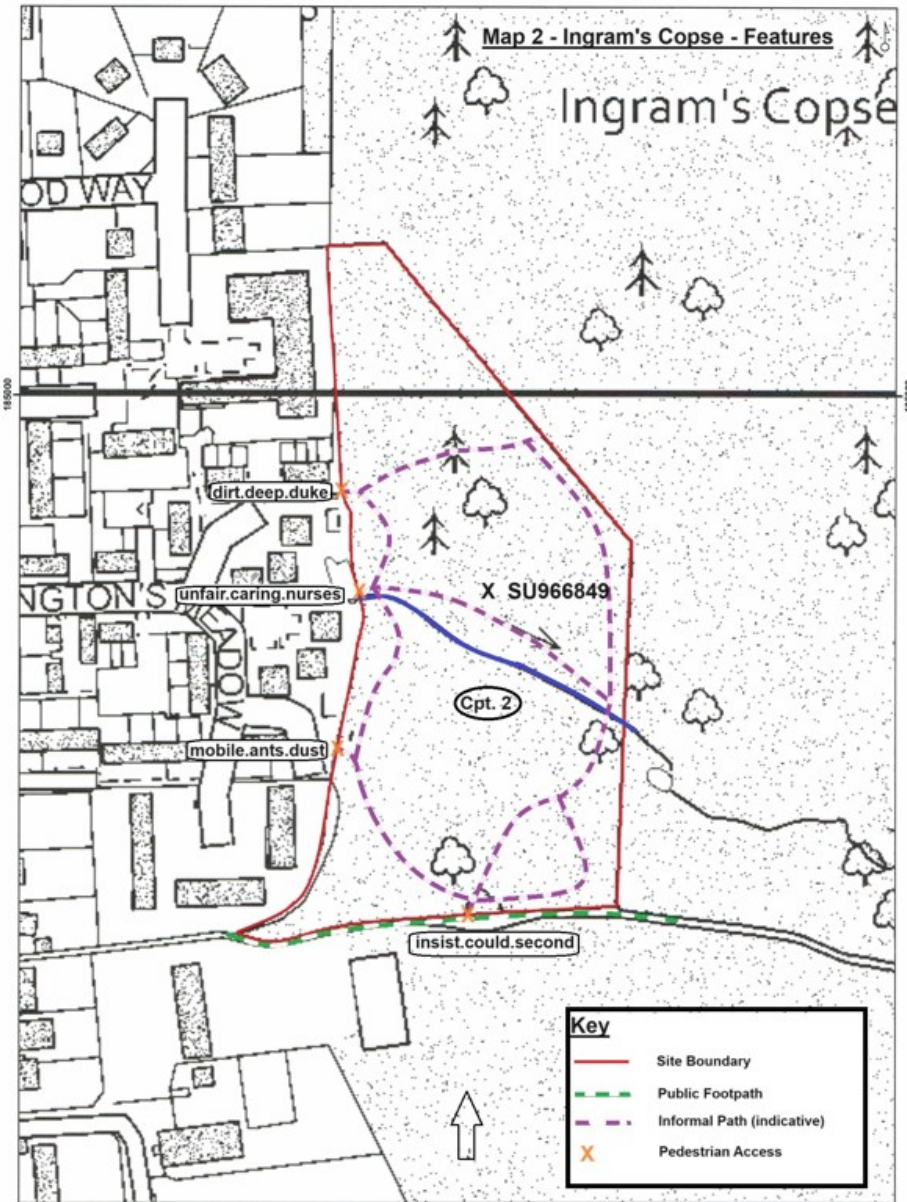 Map 2 - Ingram's Copse - Features
Ingram's Copse
OD WAY
185000
dirt.deep.duke
NGTON'S
unfair.caring.nurses
X SU966849
EADOW
Cpt. 2
mobile.ants.dust
insist.could.second
Key
Site Boundary
Public Footpath
Informal Path (indicative)
X Pedestrian Access